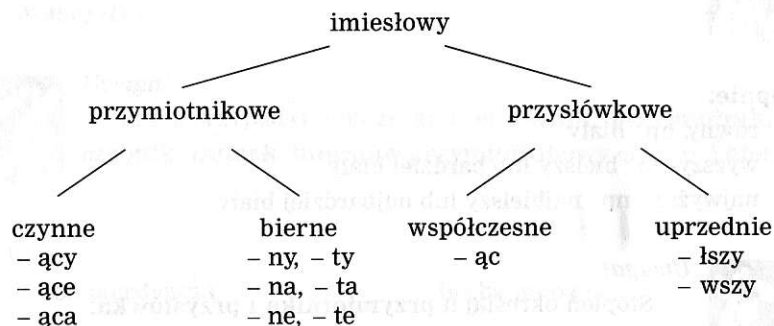 imiesłowy
przymiotnikowe przysłówkowe
czynne bierne współczesne uprzednie
– ący – ny, – ty – ąc – łszy
– ące – na, – ta – wszy
– ąca – ne, – te